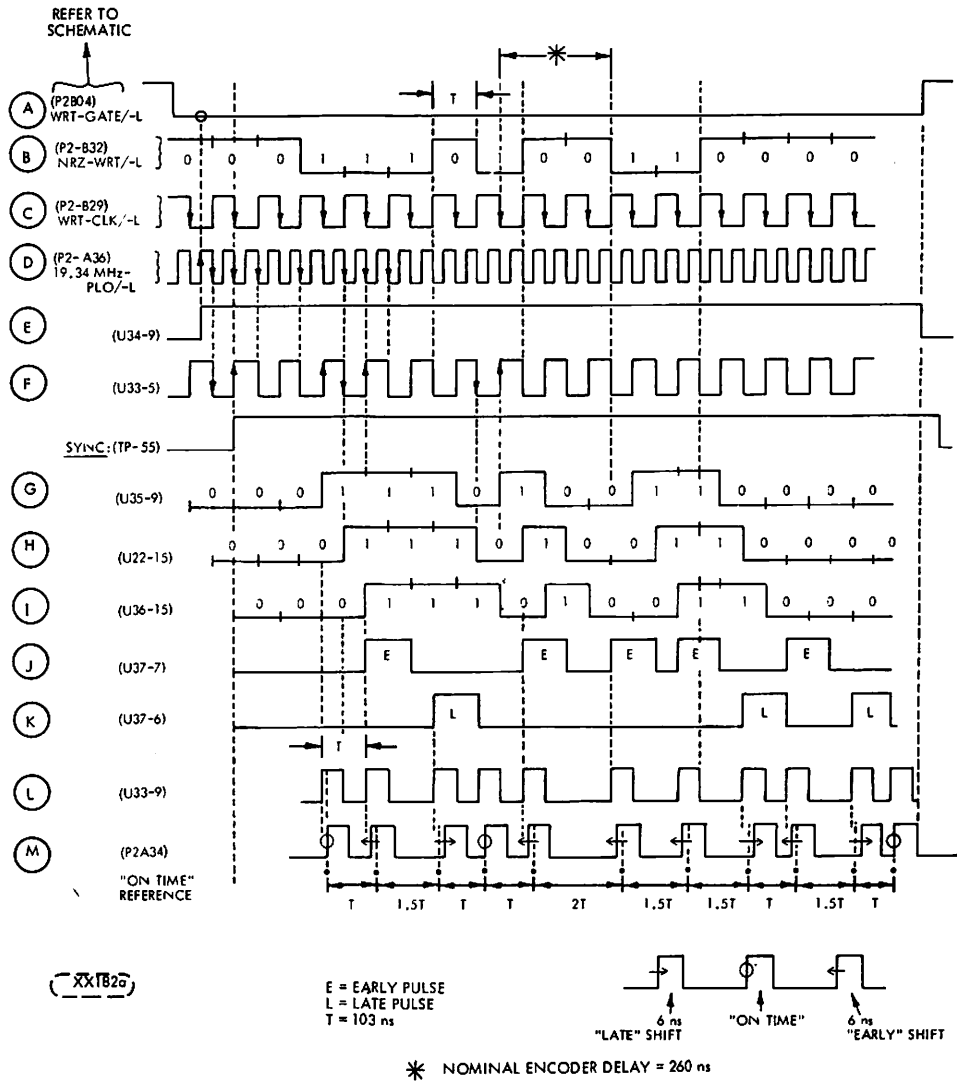 REFER TO
SCHEMATIC
T
A (P2B04)
WRT-GATE/-L
B (P2-B32)
NRZ-WRT/-L
0 0 0 1 1 1 0 1 0 0 1 1 0 0 0 0
C (P2-B29)
WRT-CLK/-L
D (P2-A36)
19.34 MHz-
PLO/-L
E (U34-9)
F (U33-5)
SYNC:(TP-55)
G (U35-9)
0 0 0 1 1 1 0 1 0 0 1 1 0 0 0 0
H (U22-15)
0 0 0 1 1 1 0 1 0 0 1 1 0 0 0 0
I (U36-15)
0 0 0 1 1 1 0 1 0 0 1 1 0 0 0
J (U37-7)
E E E E E
K (U37-6)
L L L
T
L (U33-9)
M (P2A34)
"ON TIME"
REFERENCE
T 1.5T T T 2T 1.5T 1.5T T 1.5T T
XX1B2a
E = EARLY PULSE
L = LATE PULSE
T = 103 ns
6 ns
"LATE" SHIFT
"ON TIME"
6 ns
"EARLY" SHIFT
* NOMINAL ENCODER DELAY = 260 ns